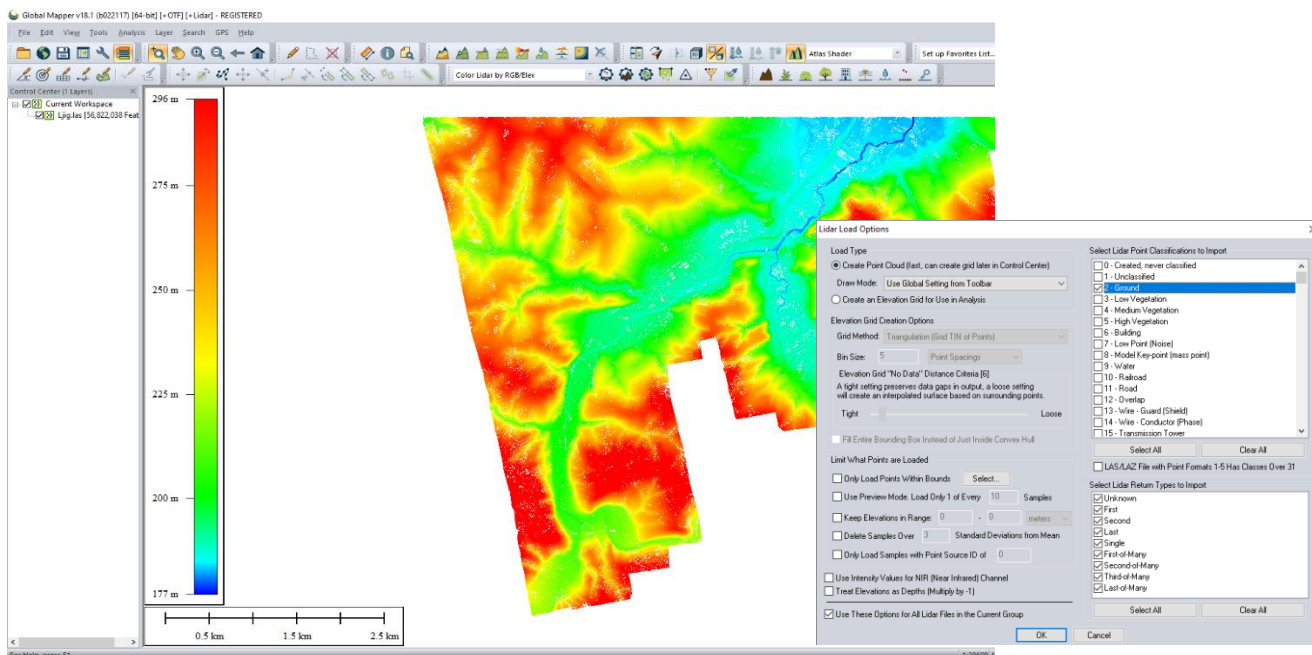 Global Mapper v18.1 (b022117) [64-bit] [+OTF] [+Lidar] - REGISTERED
File Edit View Tools Analysis Layer Search GPS Help
Atlas Shader
Set up Favorites List...
Color Lidar by RGB/Elev
Control Center (1 Layers)
Current Workspace
Ljig.las [56,822,038 Feat
296 m
275 m
250 m
225 m
200 m
177 m
0.5 km 1.5 km 2.5 km
Lidar Load Options
Load Type
Create Point Cloud (fast, can create grid later in Control Center)
Draw Mode: Use Global Setting from Toolbar
Create an Elevation Grid for Use in Analysis
Elevation Grid Creation Options
Grid Method: Triangulation (Grid TIN of Points)
Bin Size: 5 Point Spacings
Elevation Grid "No Data" Distance Criteria [6]
A tight setting preserves data gaps in output, a loose setting
will create an interpolated surface based on surrounding points.
Tight Loose
Fill Entire Bounding Box Instead of Just Inside Convex Hull
Limit What Points are Loaded
Only Load Points Within Bounds Select...
Use Preview Mode. Load Only 1 of Every 10 Samples
Keep Elevations in Range: 0 - 0 meters
Delete Samples Over 3 Standard Deviations from Mean
Only Load Samples with Point Source ID of 0
Use Intensity Values for NIR (Near Infrared) Channel
Treat Elevations as Depths (Multiply by -1)
Use These Options for All Lidar Files in the Current Group
Select Lidar Point Classifications to Import
0 - Created, never classified
1 - Unclassified
2 - Ground
3 - Low Vegetation
4 - Medium Vegetation
5 - High Vegetation
6 - Building
7 - Low Point (Noise)
8 - Model Key-point (mass point)
9 - Water
10 - Railroad
11 - Road
12 - Overlap
13 - Wire - Guard (Shield)
14 - Wire - Conductor (Phase)
15 - Transmission Tower
Select All Clear All
LAS/LAZ File with Point Formats 1-5 Has Classes Over 31
Select Lidar Return Types to Import
Unknown
First
Second
Last
Single
First-of-Many
Second-of-Many
Third-of-Many
Last-of-Many
Select All Clear All
OK Cancel